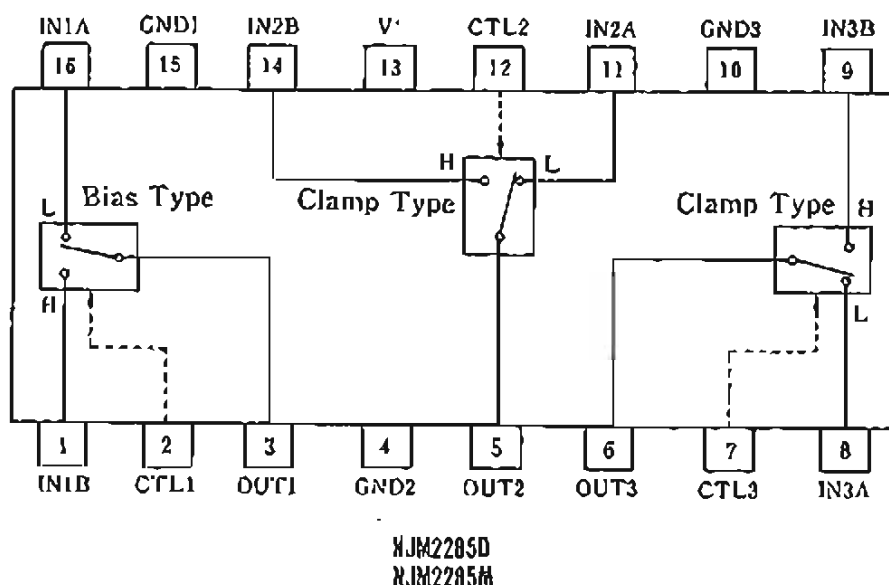 IN1A GND1 IN2B V+ CTL2 IN2A GND3 IN3B
16 15 14 13 12 11 10 9
H L
L Bias Type Clamp Type Clamp Type H
H L
1 2 3 4 5 6 7 8
IN1B CTL1 OUT1 GND2 OUT2 OUT3 CTL3 IN3A
NJM2285D
NJM2285M